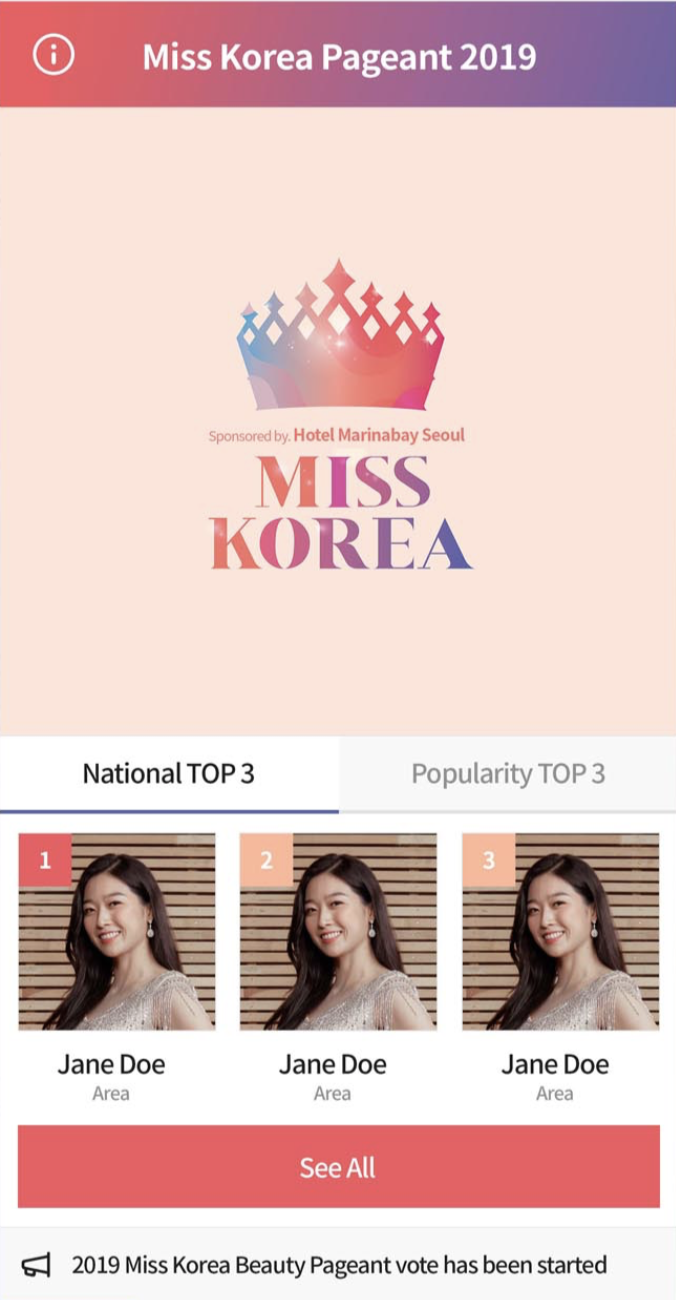 Miss Korea Pageant 2019
Sponsored by. Hotel Marinabay Seoul
MISS
KOREA
National TOP 3
Popularity TOP 3
1
2
3
Jane Doe
Jane Doe
Jane Doe
Area
Area
Area
See All
2019 Miss Korea Beauty Pageant vote has been started